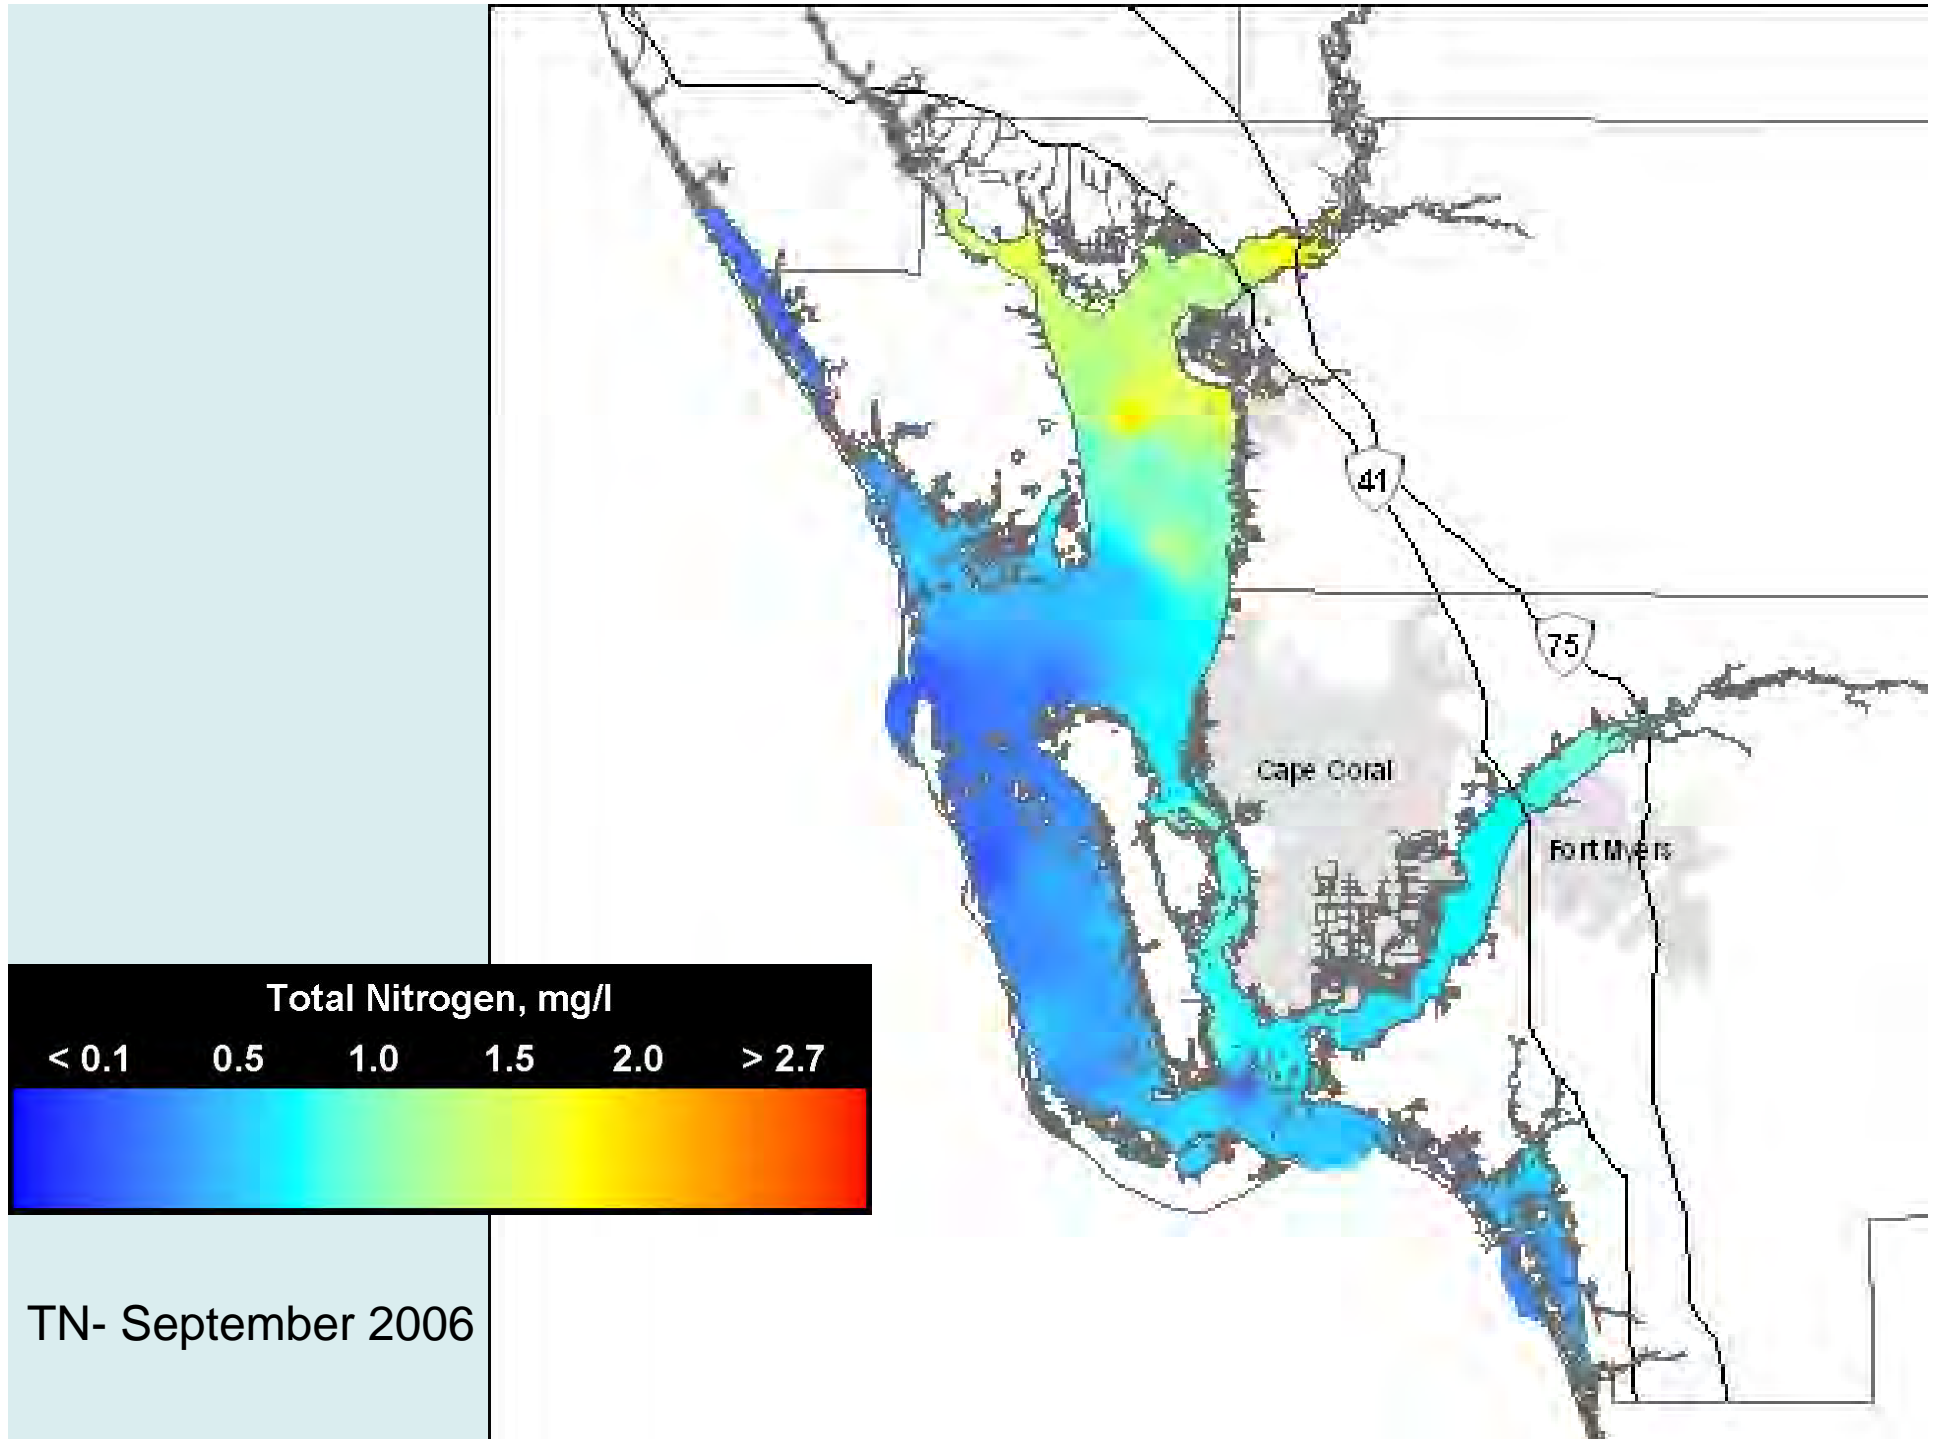 41
75
Cape Coral
Fort Myers
Total Nitrogen, mg/l
< 0.1 0.5 1.0 1.5 2.0 > 2.7
TN- September 2006